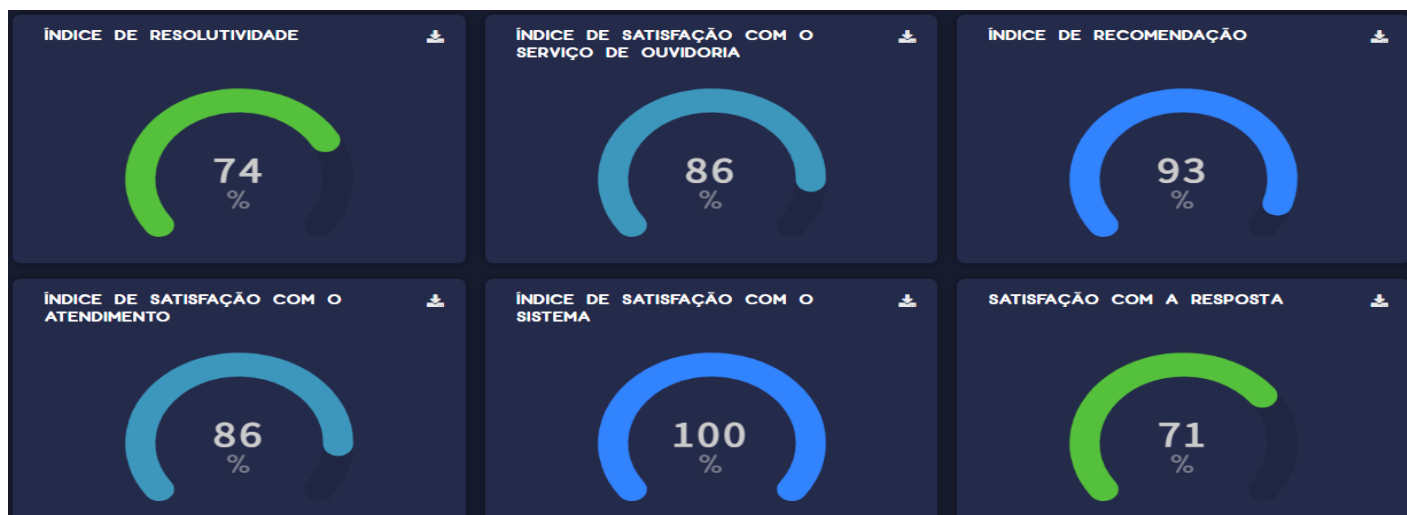 ÍNDICE DE RESOLUTIVIDADE
74
%
ÍNDICE DE SATISFAÇÃO COM O
SERVIÇO DE OUVIDORIA
86
%
ÍNDICE DE RECOMENDAÇÃO
93
%
ÍNDICE DE SATISFAÇÃO COM O
ATENDIMENTO
86
%
ÍNDICE DE SATISFAÇÃO COM O
SISTEMA
100
%
SATISFAÇÃO COM A RESPOSTA
71
%